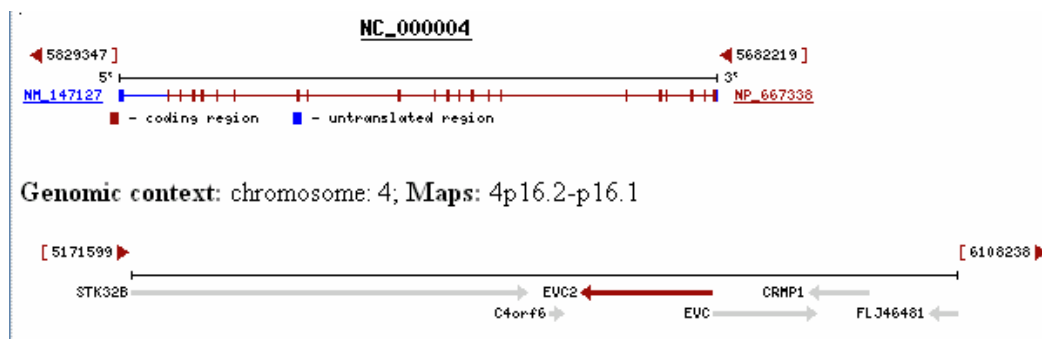 NC_000004
5829347 ] 5682219 ]
5' 3'
NM_147127 NP_667338
- coding region - untranslated region
Genomic context: chromosome: 4; Maps: 4p16.2-p16.1
[ 5171599 [ 6108238
STK32B EVC2 CRMP1
C4orf6 EVC FLJ46481